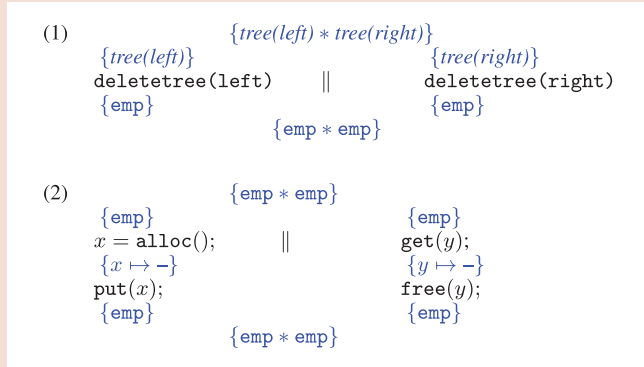 (1) {tree(left) ∗ tree(right)}
{tree(left)} {tree(right)}
deletetree(left) ‖ deletetree(right)
{emp} {emp}
{emp ∗ emp}
(2) {emp ∗ emp}
{emp} {emp}
x = alloc(); ‖ get(y);
{x ↦ –} {y ↦ –}
put(x); free(y);
{emp} {emp}
{emp ∗ emp}